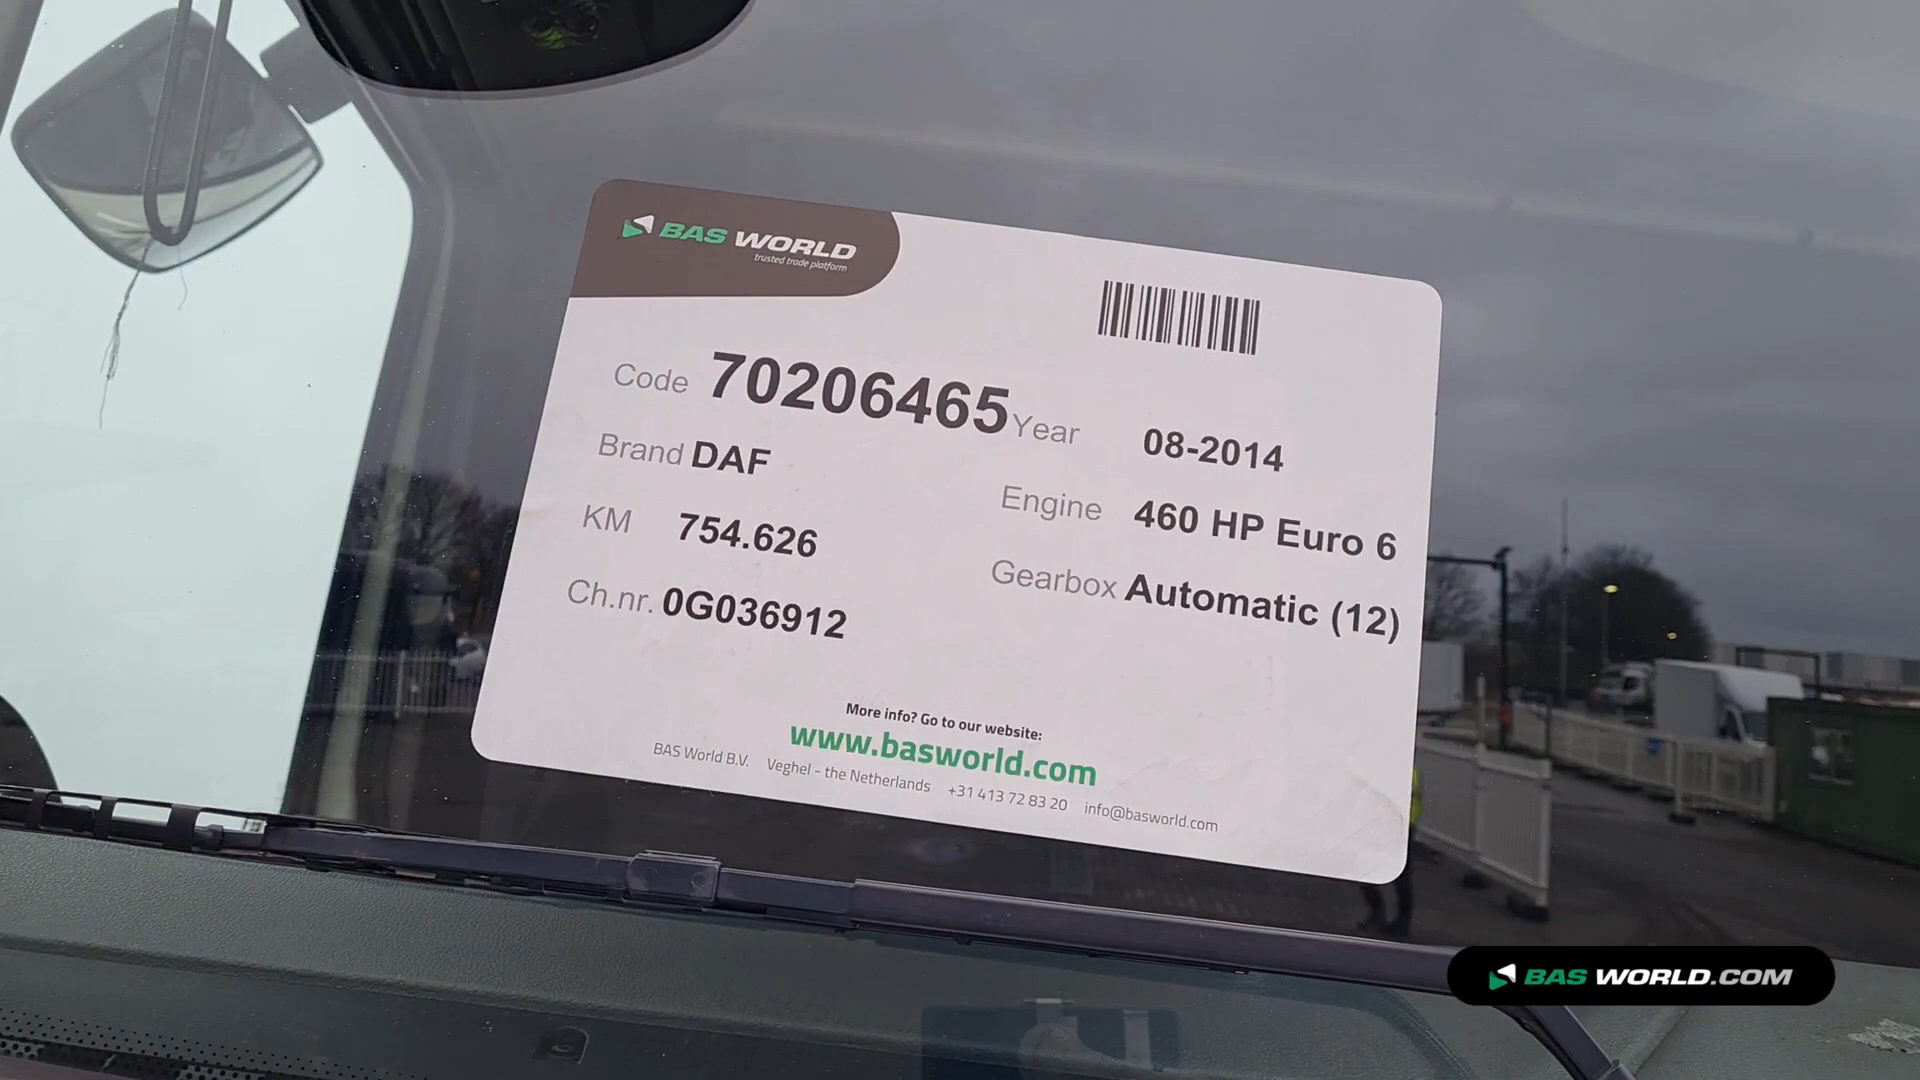 BAS WORLD
trusted trade platform
Code 70206465 Year 08-2014
Brand DAF
Engine 460 HP Euro 6
KM 754.626
Gearbox Automatic (12)
Ch.nr. 0G036912
More info? Go to our website:
www.basworld.com
BAS World B.V. Veghel - the Netherlands +31 413 72 83 20 info@basworld.com
BAS WORLD.COM